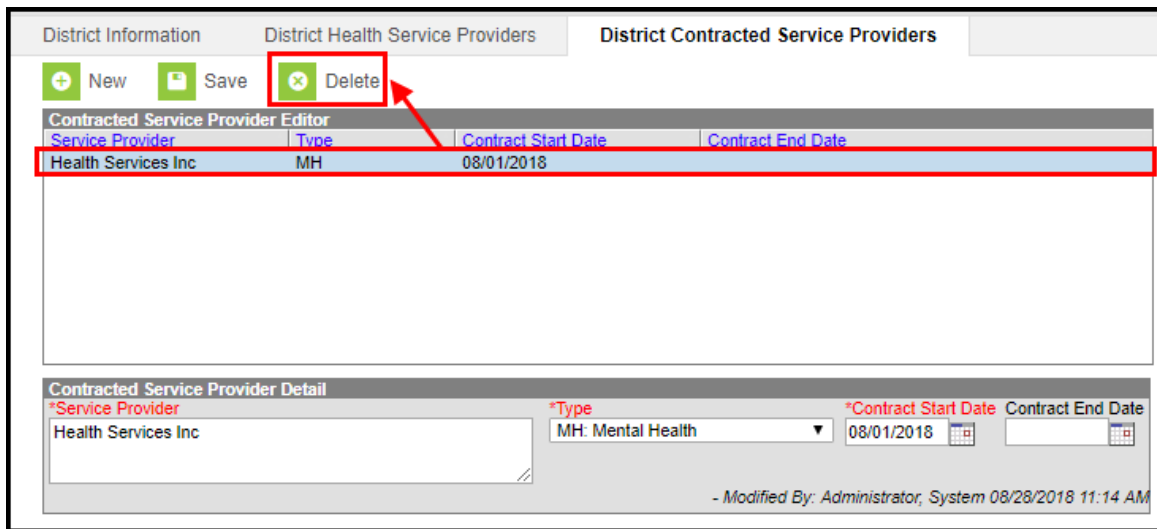 District Information District Health Service Providers District Contracted Service Providers
New Save Delete
Contracted Service Provider Editor
Service Provider Type Contract Start Date Contract End Date
Health Services Inc MH 08/01/2018
Contracted Service Provider Detail
*Service Provider *Type *Contract Start Date Contract End Date
Health Services Inc MH: Mental Health 08/01/2018
- Modified By: Administrator, System 08/28/2018 11:14 AM